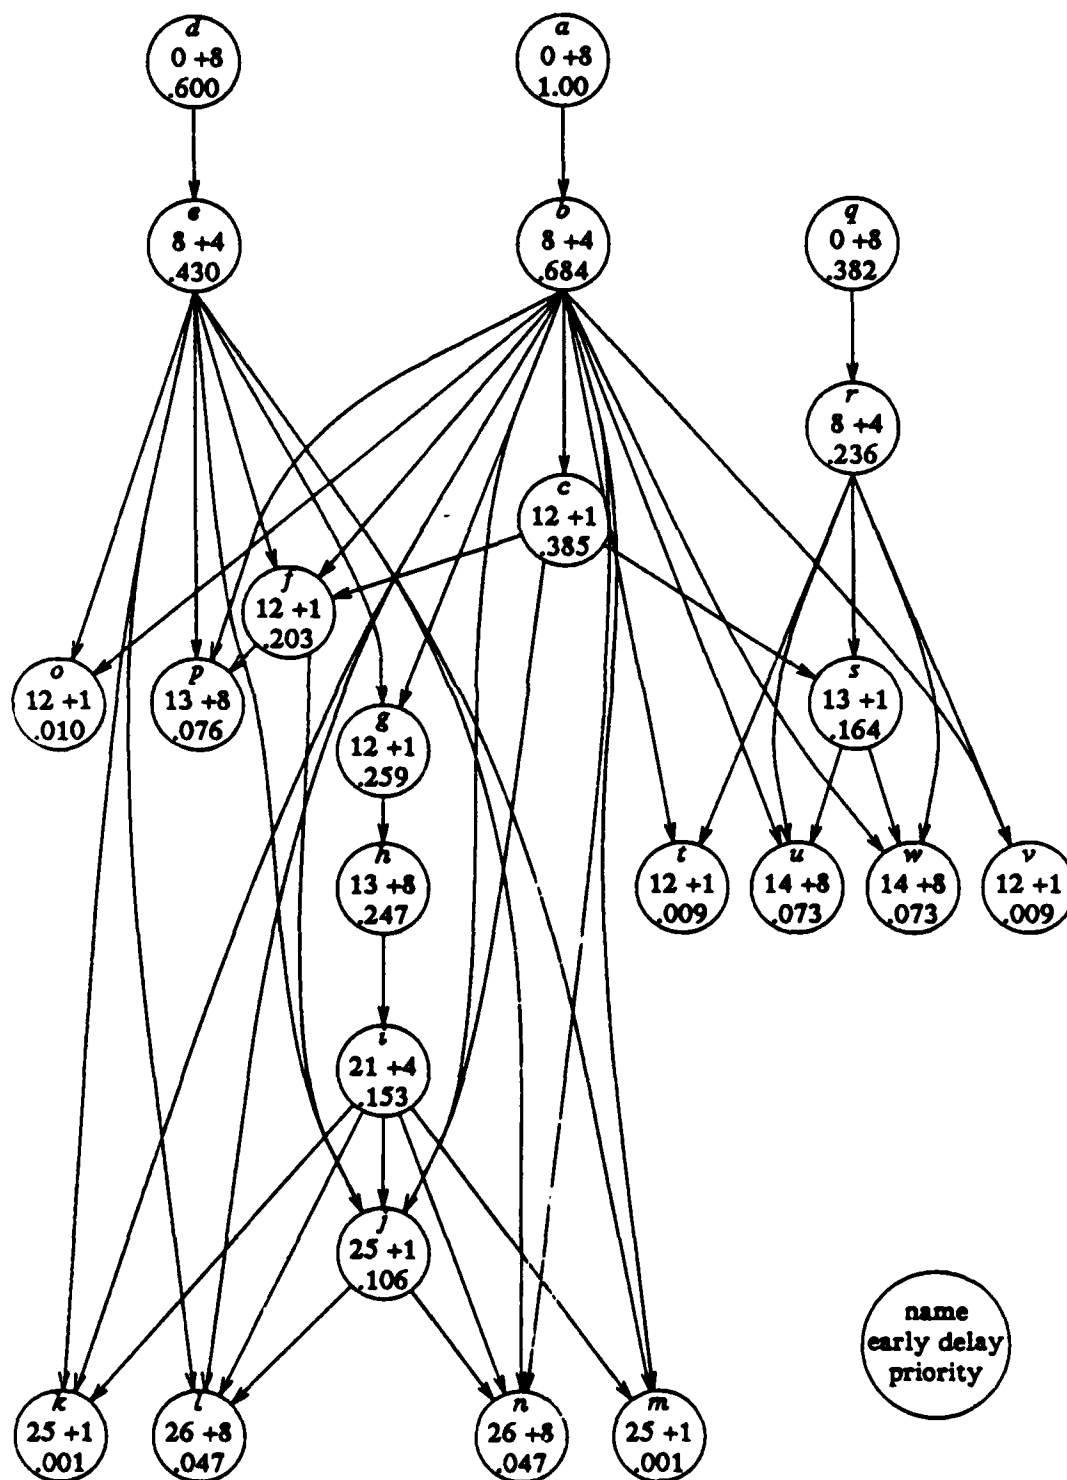 d
0 +8
.600
a
0 +8
1.00
e
8 +4
.430
b
8 +4
.684
q
0 +8
.382
r
8 +4
.236
c
12 +1
.385
f
12 +1
.203
o
12 +1
.010
p
13 +8
.076
g
12 +1
.259
s
13 +1
.164
h
13 +8
.247
t
12 +1
.009
u
14 +8
.073
w
14 +8
.073
v
12 +1
.009
i
21 +4
.153
j
25 +1
.106
name
early delay
priority
k
25 +1
.001
l
26 +8
.047
n
26 +8
.047
m
25 +1
.001